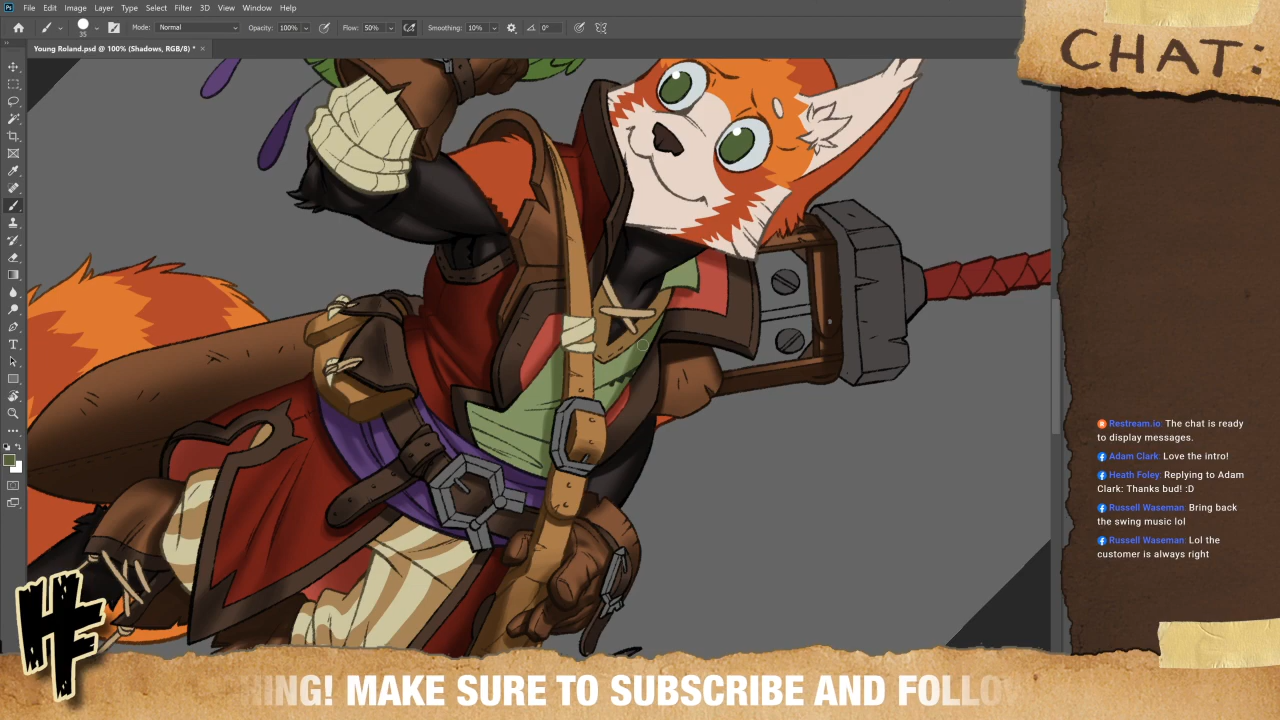 File Edit Image Layer Type Select Filter 3D View Window Help
35 Mode: Normal Opacity: 100% Flow: 50% Smoothing: 10% 0°
Young Roland.psd @ 100% (Shadows, RGB/8) *
CHAT:
Restream.io: The chat is ready
to display messages.
Adam Clark: Love the intro!
Heath Foley: Replying to Adam
Clark: Thanks bud! :D
Russell Waseman: Bring back
the swing music lol
Russell Waseman: Lol the
customer is always right
HF
HING! MAKE SURE TO SUBSCRIBE AND FOLLO